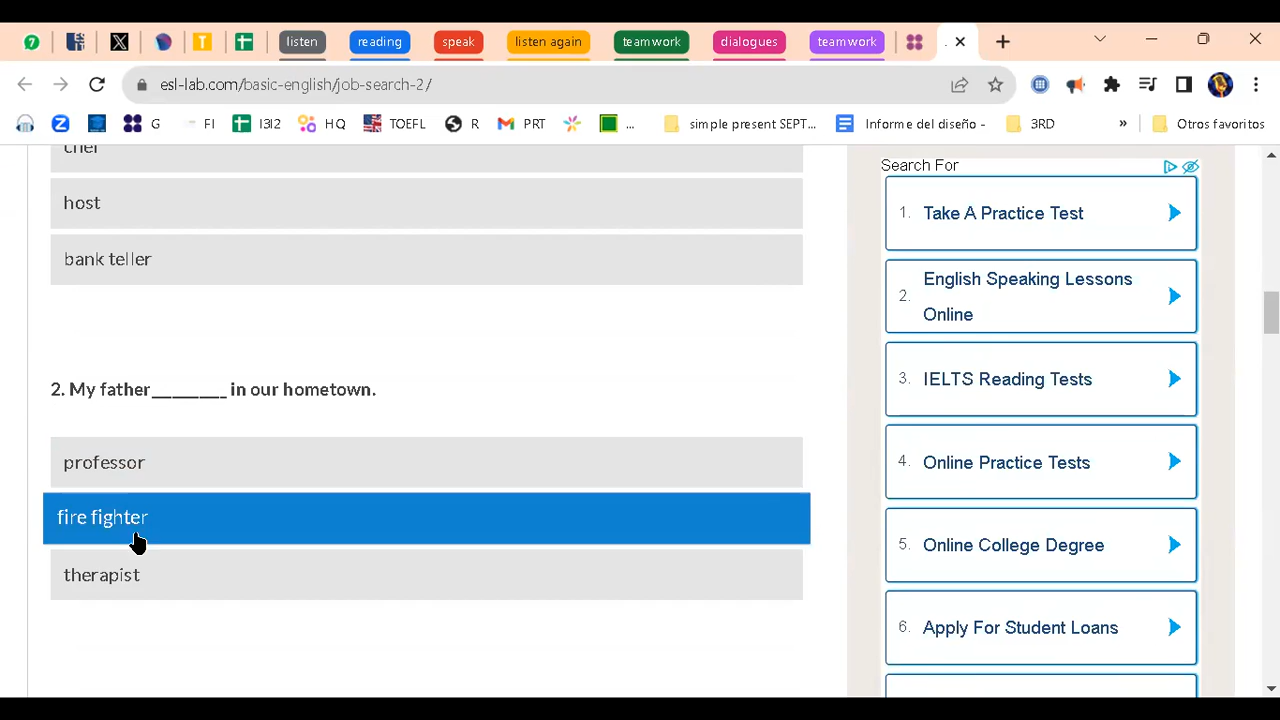 listen
reading
speak
listen again
teamwork
dialogues
teamwork
esl-lab.com/basic-english/job-search-2/
G
FI
I3I2
HQ
TOEFL
R
PRT
...
simple present SEPT...
Informe del diseño -
3RD
»
Otros favoritos
chef
host
bank teller
2. My father_________ in our hometown.
professor
fire fighter
therapist
Search For
1. Take A Practice Test
2. English Speaking Lessons
Online
3. IELTS Reading Tests
4. Online Practice Tests
5. Online College Degree
6. Apply For Student Loans